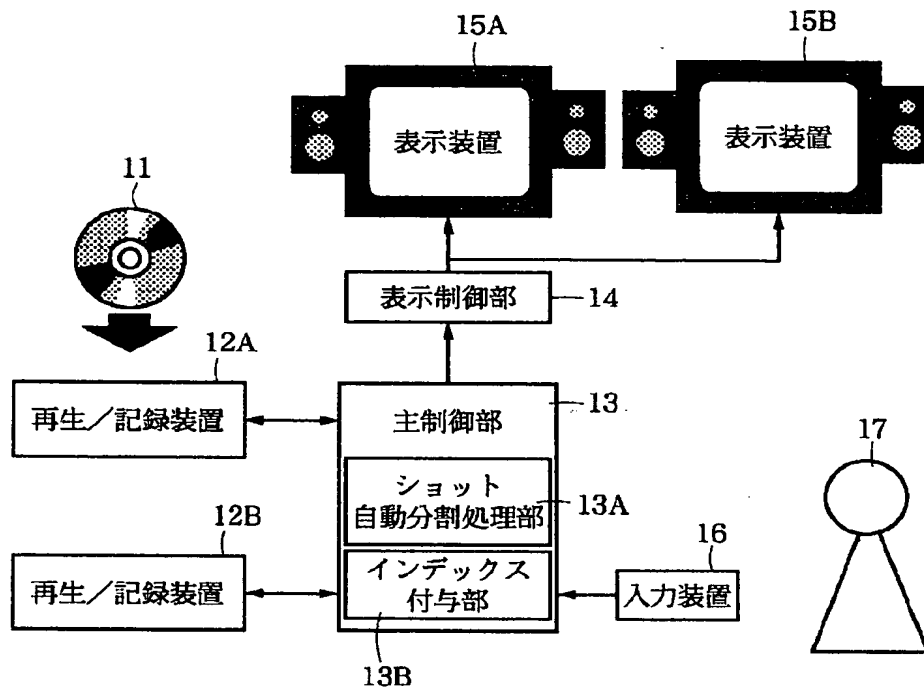 15A
15B
表示装置
表示装置
11
表示制御部
14
12A
再生/記録装置
13
主制御部
17
ショット
自動分割処理部
13A
12B
16
再生/記録装置
インデックス
付与部
入力装置
13B